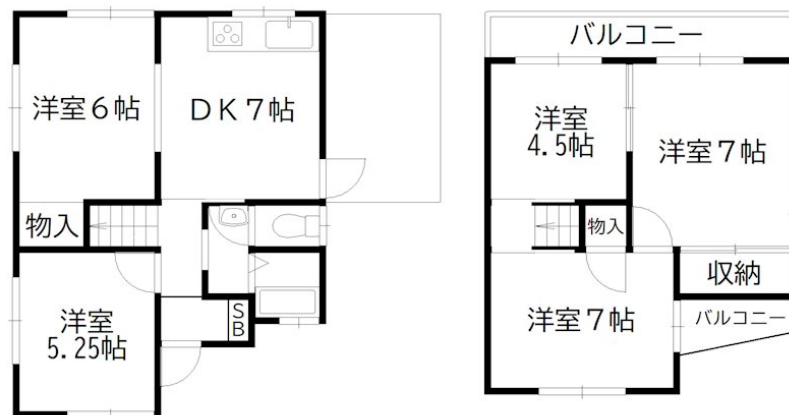 洋室6帖
DK7帖
物入
洋室
5.25帖
SB
バルコニー
洋室
4.5帖
洋室7帖
物入
収納
洋室7帖
バルコニー